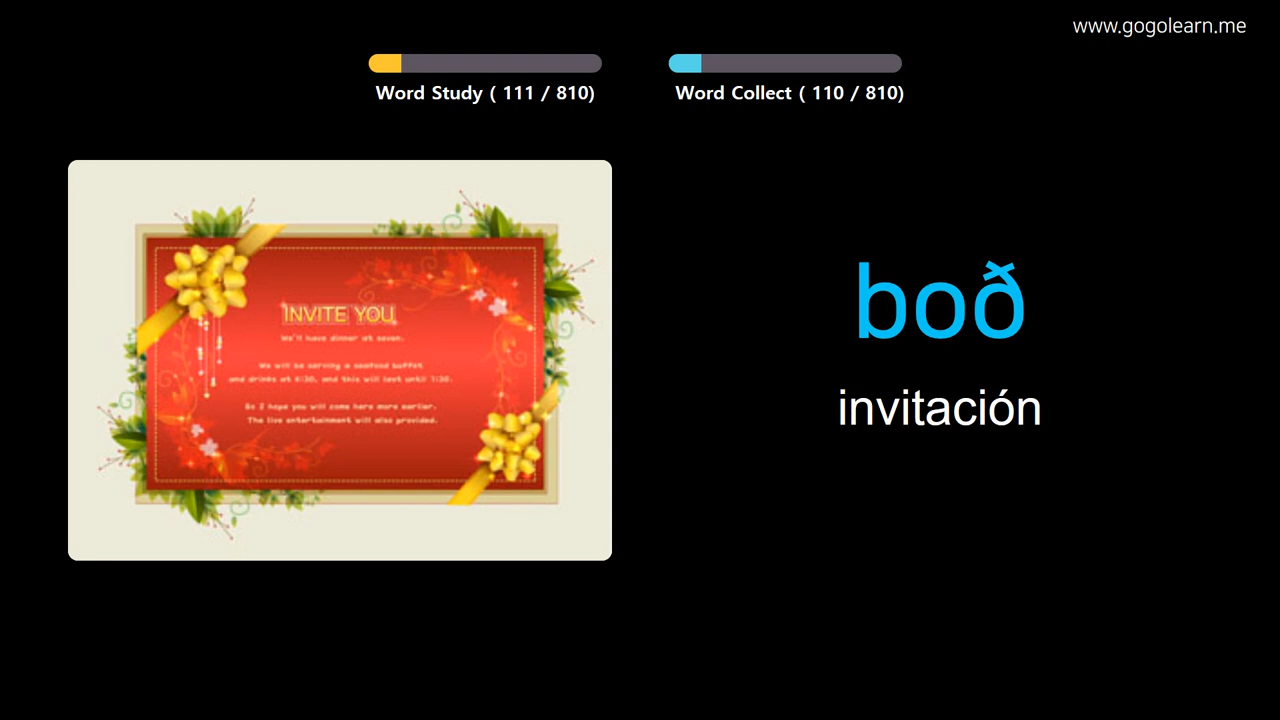 www.gogolearn.me
Word Study ( 111 / 810)
Word Collect ( 110 / 810)
INVITE YOU
We'll have dinner at seven.
We will be serving a seafood buffet
and drinks at 6:30, and this will last until 1:30.
So I hope you will come here more earlier.
The live entertainment will also provided.
boð
invitación